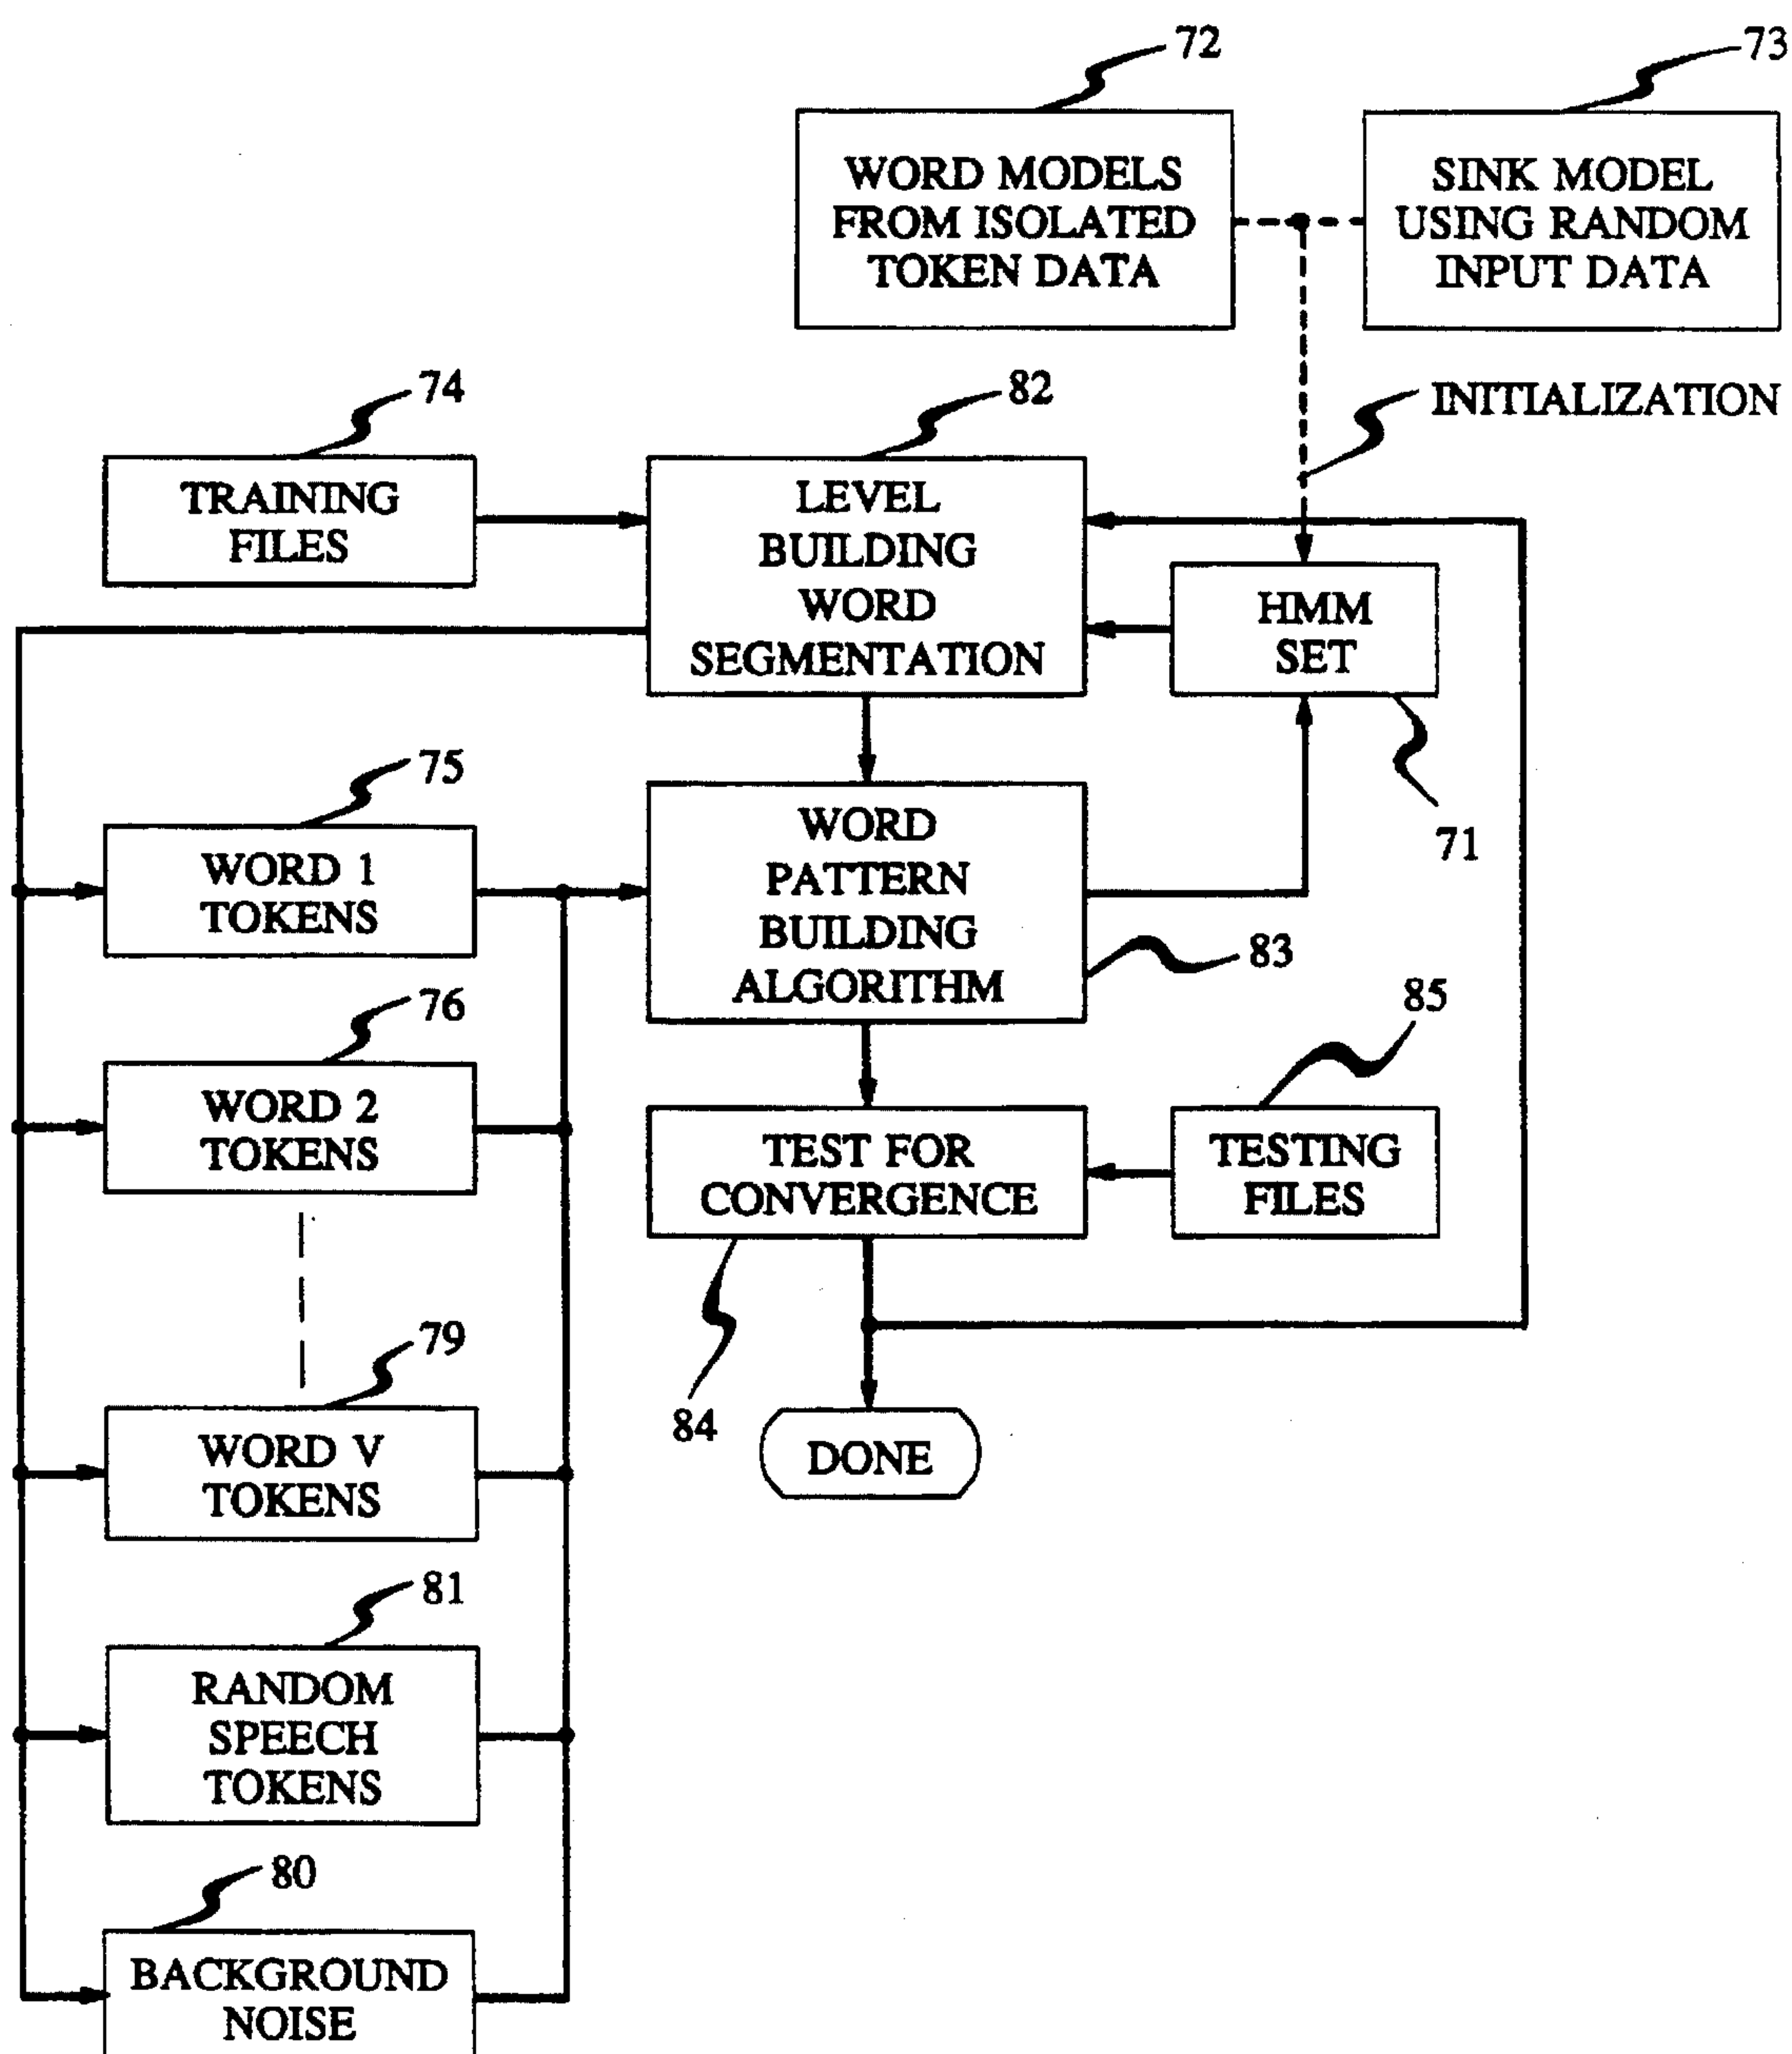 72
73
WORD MODELS
FROM ISOLATED
TOKEN DATA
SINK MODEL
USING RANDOM
INPUT DATA
74
82
INITIALIZATION
TRAINING
FILES
LEVEL
BUILDING
WORD
SEGMENTATION
HMM
SET
75
71
WORD 1
TOKENS
WORD
PATTERN
BUILDING
ALGORITHM
83
76
85
WORD 2
TOKENS
TEST FOR
CONVERGENCE
TESTING
FILES
79
84
WORD V
TOKENS
DONE
81
RANDOM
SPEECH
TOKENS
80
BACKGROUND
NOISE